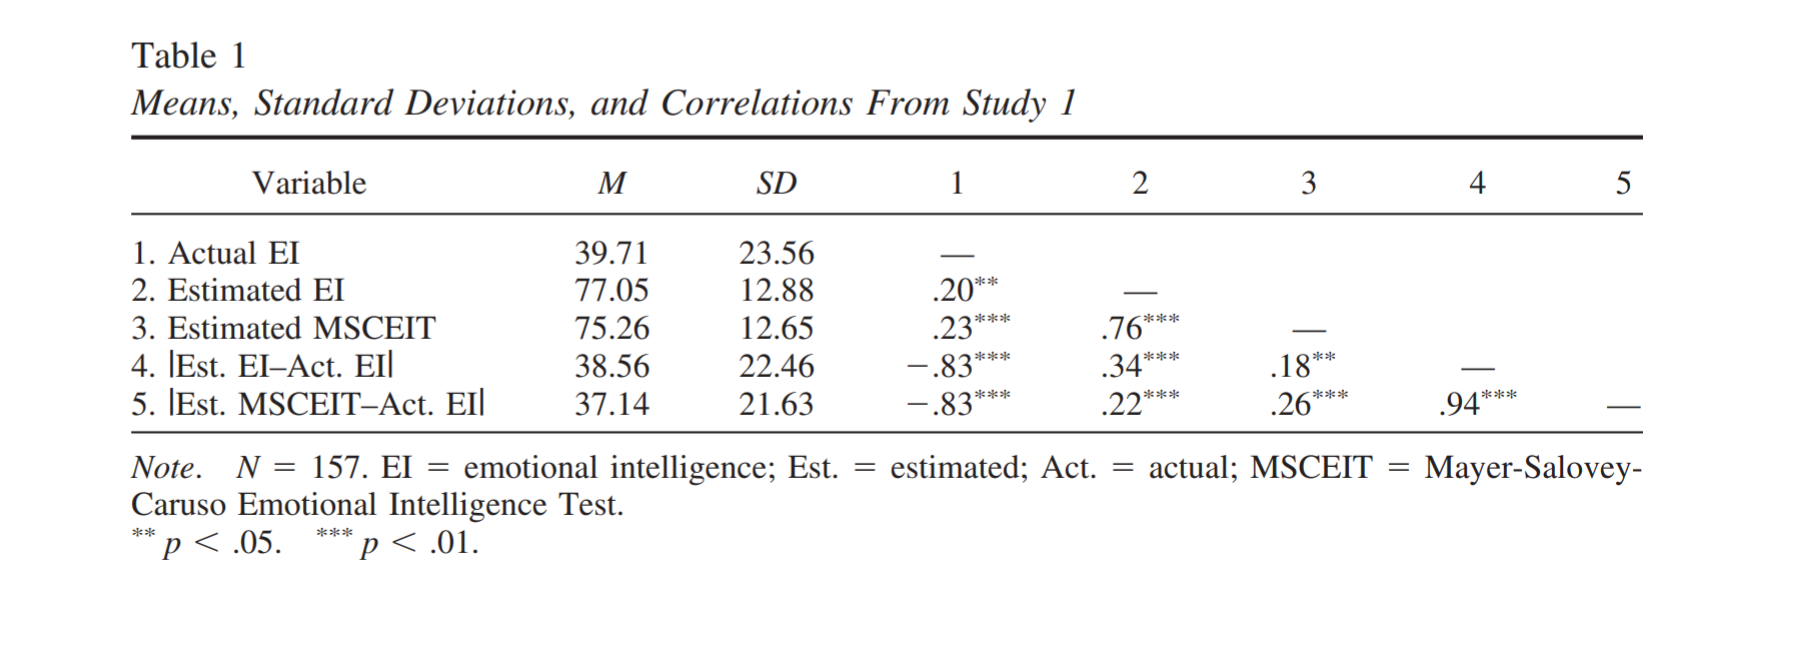 Table 1
Means, Standard Deviations, and Correlations From Study 1
Variable M SD 1 2 3 4 5
1. Actual EI 39.71 23.56 —
2. Estimated EI 77.05 12.88 .20** —
3. Estimated MSCEIT 75.26 12.65 .23*** .76*** —
4. |Est. EI–Act. EI| 38.56 22.46 −.83*** .34*** .18** —
5. |Est. MSCEIT–Act. EI| 37.14 21.63 −.83*** .22*** .26*** .94*** —
Note. N = 157. EI = emotional intelligence; Est. = estimated; Act. = actual; MSCEIT = Mayer-Salovey-
Caruso Emotional Intelligence Test.
** p < .05. *** p < .01.